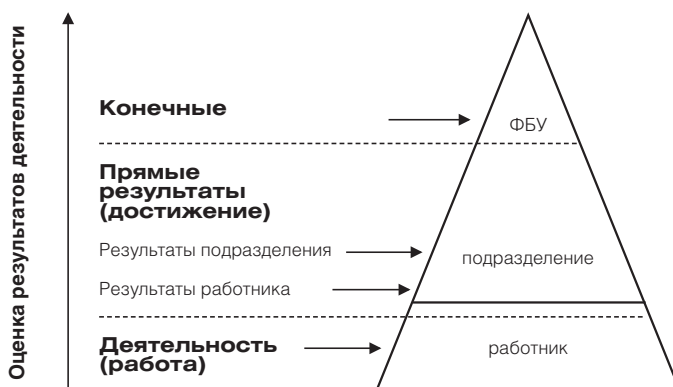 Оценка результатов деятельности
Конечные
ФБУ
Прямые
результаты
(достижение)
Результаты подразделения
подразделение
Результаты работника
Деятельность
(работа)
работник